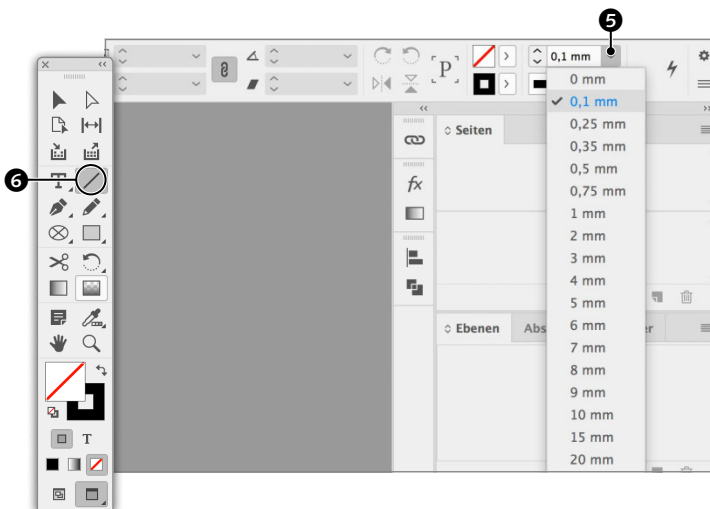 5
0,1 mm
P
0 mm
0,1 mm
0,25 mm
0,35 mm
0,5 mm
0,75 mm
1 mm
2 mm
3 mm
4 mm
5 mm
6 mm
7 mm
8 mm
9 mm
10 mm
15 mm
20 mm
Seiten
fx
Ebenen
Abs
er
6
T
T